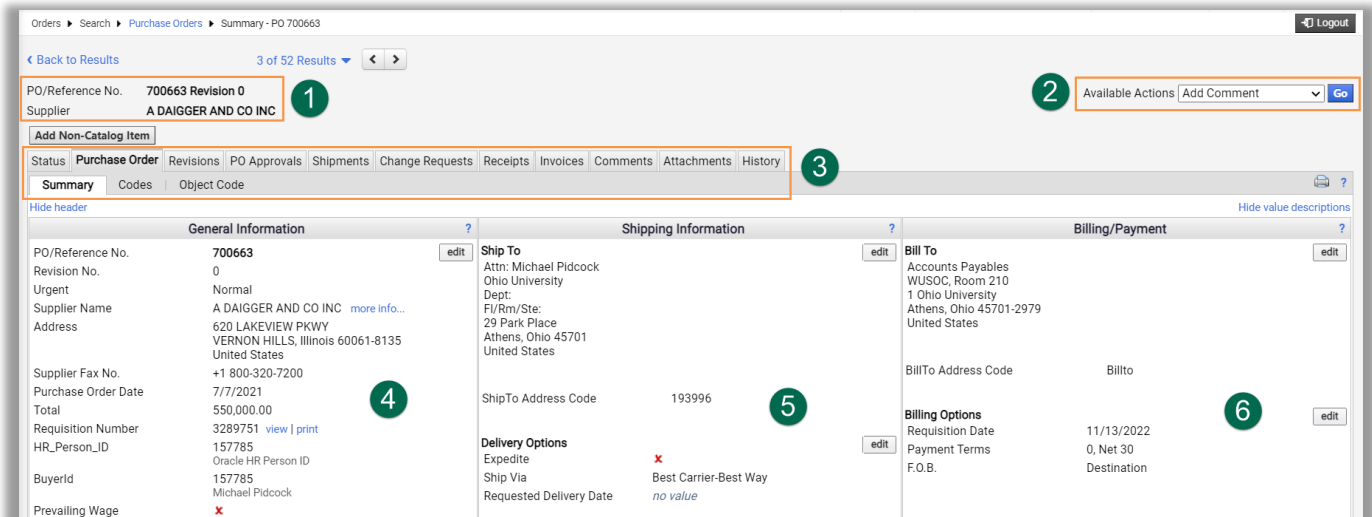 Orders ▶ Search ▶ Purchase Orders ▶ Summary - PO 700663
Logout
Back to Results
3 of 52 Results
PO/Reference No. 700663 Revision 0
Supplier A DAIGGER AND CO INC
1
2
Available Actions Add Comment Go
Add Non-Catalog Item
Status Purchase Order Revisions PO Approvals Shipments Change Requests Receipts Invoices Comments Attachments History
3
Summary Codes Object Code
?
Hide header
Hide value descriptions
General Information ?
PO/Reference No. 700663 edit
Revision No. 0
Urgent Normal
Supplier Name A DAIGGER AND CO INC more info...
Address 620 LAKEVIEW PKWY
VERNON HILLS, Illinois 60061-8135
United States
Supplier Fax No. +1 800-320-7200
Purchase Order Date 7/7/2021
4
Total 550,000.00
Requisition Number 3289751 view | print
HR_Person_ID 157785
Oracle HR Person ID
BuyerId 157785
Michael Pidcock
Prevailing Wage
Shipping Information ?
Ship To edit
Attn: Michael Pidcock
Ohio University
Dept:
Fl/Rm/Ste:
29 Park Place
Athens, Ohio 45701
United States
ShipTo Address Code 193996
5
Delivery Options edit
Expedite
Ship Via Best Carrier-Best Way
Requested Delivery Date no value
Billing/Payment ?
Bill To edit
Accounts Payables
WUSOC, Room 210
1 Ohio University
Athens, Ohio 45701-2979
United States
BillTo Address Code Billto
6
Billing Options edit
Requisition Date 11/13/2022
Payment Terms 0, Net 30
F.O.B. Destination